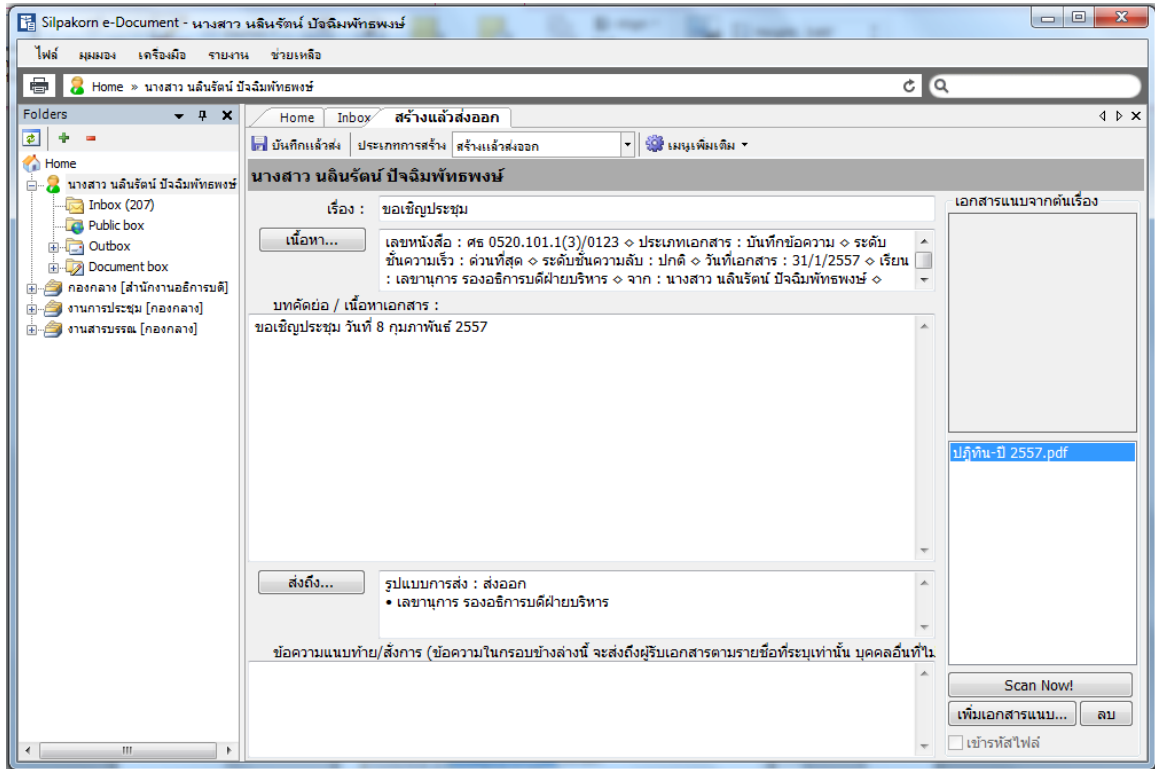 Silpakorn e-Document - นางสาว นลินรัตน์ ปัจฉิมพัทธพงษ์
ไฟล์ มุมมอง เครื่องมือ รายงาน ช่วยเหลือ
Home » นางสาว นลินรัตน์ ปัจฉิมพัทธพงษ์
Folders
Home
นางสาว นลินรัตน์ ปัจฉิมพัทธพงษ์
Inbox (207)
Public box
Outbox
Document box
กองกลาง [สำนักงานอธิการบดี]
งานการประชุม [กองกลาง]
งานสารบรรณ [กองกลาง]
Home Inbox สร้างแล้วส่งออก
บันทึกแล้วส่ง ประเภทการสร้าง สร้างแล้วส่งออก เมนูเพิ่มเติม
นางสาว นลินรัตน์ ปัจฉิมพัทธพงษ์
เรื่อง : ขอเชิญประชุม
เนื้อหา... เลขหนังสือ : ศธ 0520.101.1(3)/0123 ◇ ประเภทเอกสาร : บันทึกข้อความ ◇ ระดับ
ชั้นความเร็ว : ด่วนที่สุด ◇ ระดับชั้นความลับ : ปกติ ◇ วันที่เอกสาร : 31/1/2557 ◇ เรียน
: เลขานุการ รองอธิการบดีฝ่ายบริหาร ◇ จาก : นางสาว นลินรัตน์ ปัจฉิมพัทธพงษ์ ◇
บทคัดย่อ / เนื้อหาเอกสาร :
ขอเชิญประชุม วันที่ 8 กุมภาพันธ์ 2557
ส่งถึง... รูปแบบการส่ง : ส่งออก
• เลขานุการ รองอธิการบดีฝ่ายบริหาร
ข้อความแนบท้าย/สั่งการ (ข้อความในกรอบข้างล่างนี้ จะส่งถึงผู้รับเอกสารตามรายชื่อที่ระบุเท่านั้น บุคคลอื่นที่ไม
เอกสารแนบจากต้นเรื่อง
ปฏิทิน-ปี 2557.pdf
Scan Now!
เพิ่มเอกสารแนบ... ลบ
เข้ารหัสไฟล์